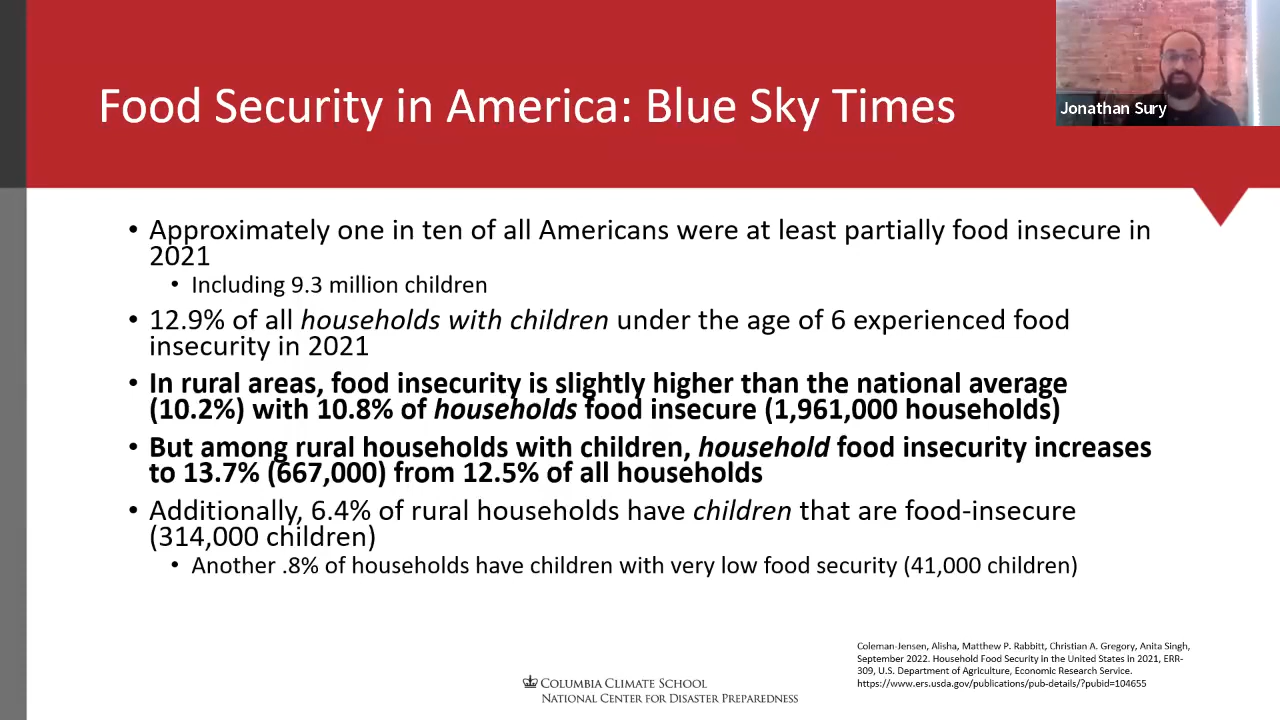 Food Security in America: Blue Sky Times
Jonathan Sury
• Approximately one in ten of all Americans were at least partially food insecure in
2021
• Including 9.3 million children
• 12.9% of all households with children under the age of 6 experienced food
insecurity in 2021
• In rural areas, food insecurity is slightly higher than the national average
(10.2%) with 10.8% of households food insecure (1,961,000 households)
• But among rural households with children, household food insecurity increases
to 13.7% (667,000) from 12.5% of all households
• Additionally, 6.4% of rural households have children that are food-insecure
(314,000 children)
• Another .8% of households have children with very low food security (41,000 children)
Coleman-Jensen, Alisha, Matthew P. Rabbitt, Christian A. Gregory, Anita Singh,
September 2022. Household Food Security in the United States in 2021, ERR-
309, U.S. Department of Agriculture, Economic Research Service.
https://www.ers.usda.gov/publications/pub-details/?pubid=104655
COLUMBIA CLIMATE SCHOOL
NATIONAL CENTER FOR DISASTER PREPAREDNESS